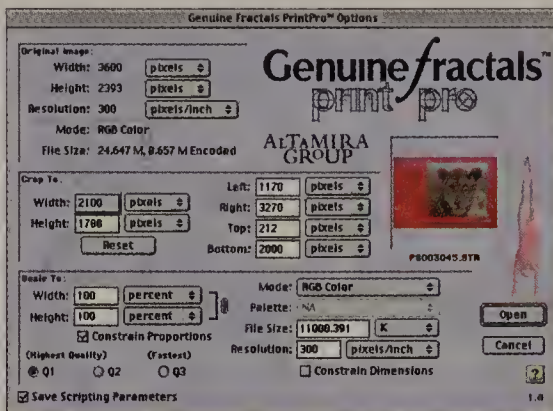 Genuine Fractals PrintPro™ Options
Original Image:
Width: 3600 pixels
Height: 2393 pixels
Resolution: 300 pixels/inch
Mode: RGB Color
File Size: 24.647 M, 8.657 M Encoded
Genuine fractals™
print pro
ALTAMIRA
GROUP
Crop To:
Width: 2100 pixels
Height: 1788 pixels
Reset
Left: 1170 pixels
Right: 3270 pixels
Top: 212 pixels
Bottom: 2000 pixels
PS003045.STN
Scale To:
Width: 100 percent
Height: 100 percent
Constrain Proportions
(Highest Quality) (Fastest)
Q1 Q2 Q3
Mode: RGB Color
Palette: NA
File Size: 11000.391 K
Resolution: 300 pixels/inch
Constrain Dimensions
Open
Cancel
?
Save Scripting Parameters
1.0